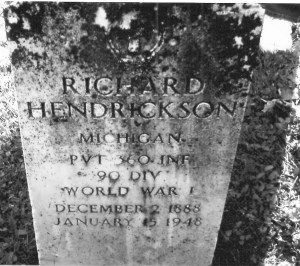 RICHARD
HENDRICKSON
MICHIGAN
PVT 360 INF
90 DIV
WORLD WAR I
DECEMBER 2 1888
JANUARY 15 1948